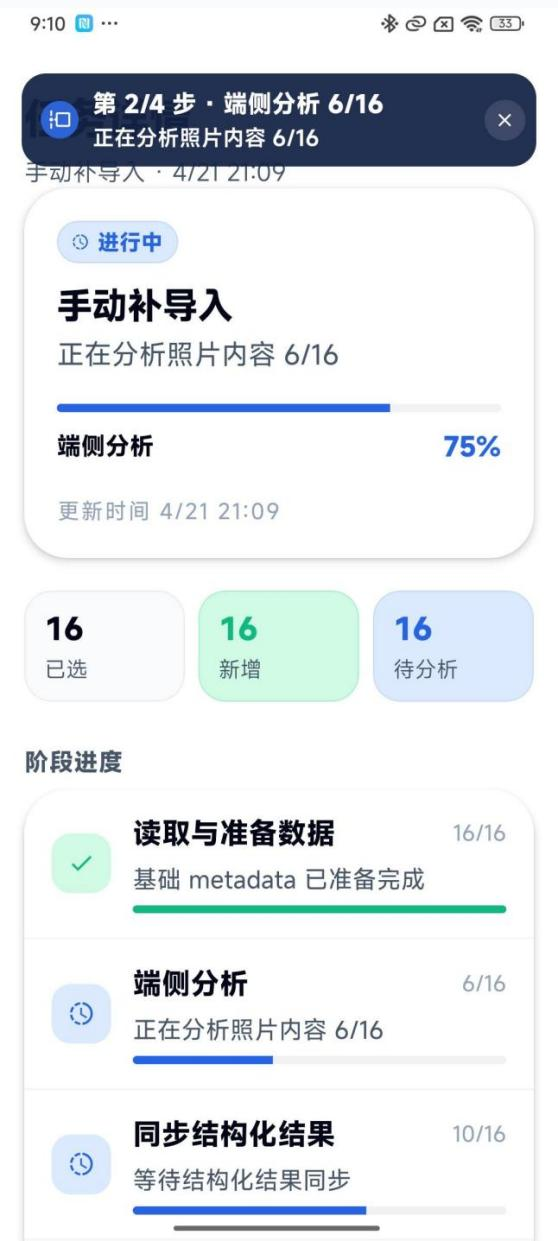 9:10 ...
33
第 2/4 步 · 端侧分析 6/16
正在分析照片内容 6/16
手动补导入 · 4/21 21:09
进行中
手动补导入
正在分析照片内容 6/16
端侧分析 75%
更新时间 4/21 21:09
16
已选
16
新增
16
待分析
阶段进度
读取与准备数据 16/16
基础 metadata 已准备完成
端侧分析 6/16
正在分析照片内容 6/16
同步结构化结果 10/16
等待结构化结果同步